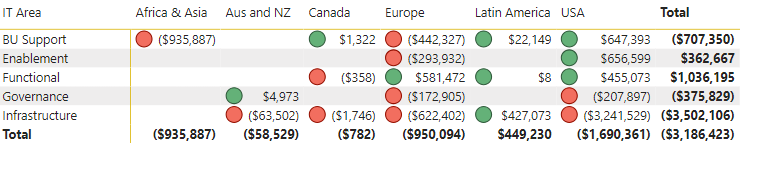 IT Area Africa & Asia Aus and NZ Canada Europe Latin America USA Total
BU Support ($935,887) $1,322 ($442,327) $22,149 $647,393 ($707,350)
Enablement ($293,932) $656,599 $362,667
Functional ($358) $581,472 $8 $455,073 $1,036,195
Governance $4,973 ($172,905) ($207,897) ($375,829)
Infrastructure ($63,502) ($1,746) ($622,402) $427,073 ($3,241,529) ($3,502,106)
Total ($935,887) ($58,529) ($782) ($950,094) $449,230 ($1,690,361) ($3,186,423)